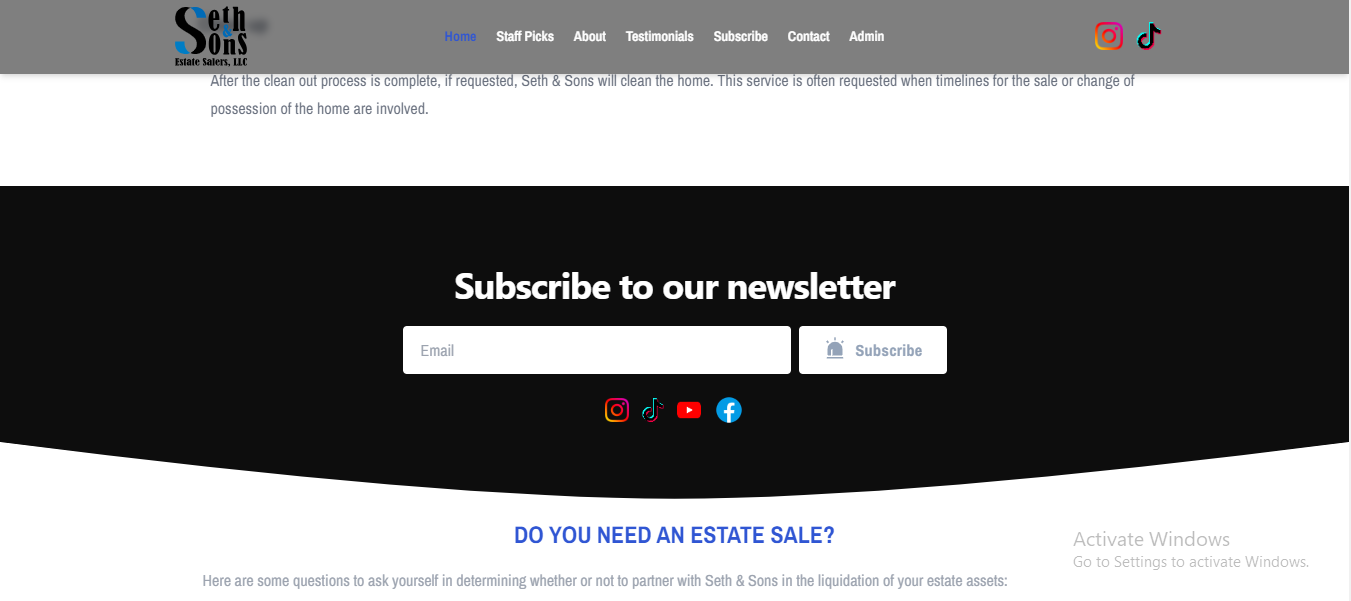 Seth
&
Sons
Estate Salers, LLC
Home Staff Picks About Testimonials Subscribe Contact Admin
After the clean out process is complete, if requested, Seth & Sons will clean the home. This service is often requested when timelines for the sale or change of
possession of the home are involved.
Subscribe to our newsletter
Email
Subscribe
DO YOU NEED AN ESTATE SALE?
Here are some questions to ask yourself in determining whether or not to partner with Seth & Sons in the liquidation of your estate assets:
Activate Windows
Go to Settings to activate Windows.